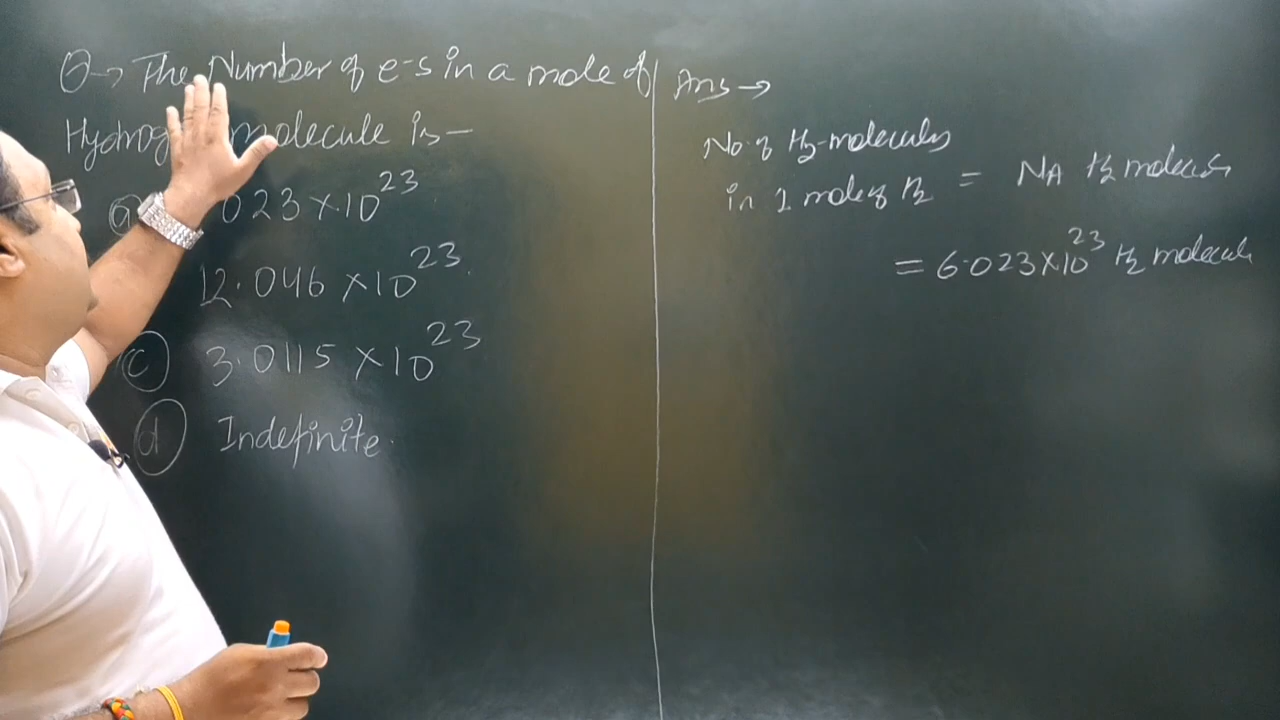 Q→ The Number of e-s in a mole of
Hydrog molecule is-
(a) 023×10²³
12.046×10²³
(c) 3.0115×10²³
(d) Indefinite.
Ans →
No. of H₂-molecules
in 1 mole of H₂ = NA H₂ molecules
= 6.023×10²³ H₂ molecule